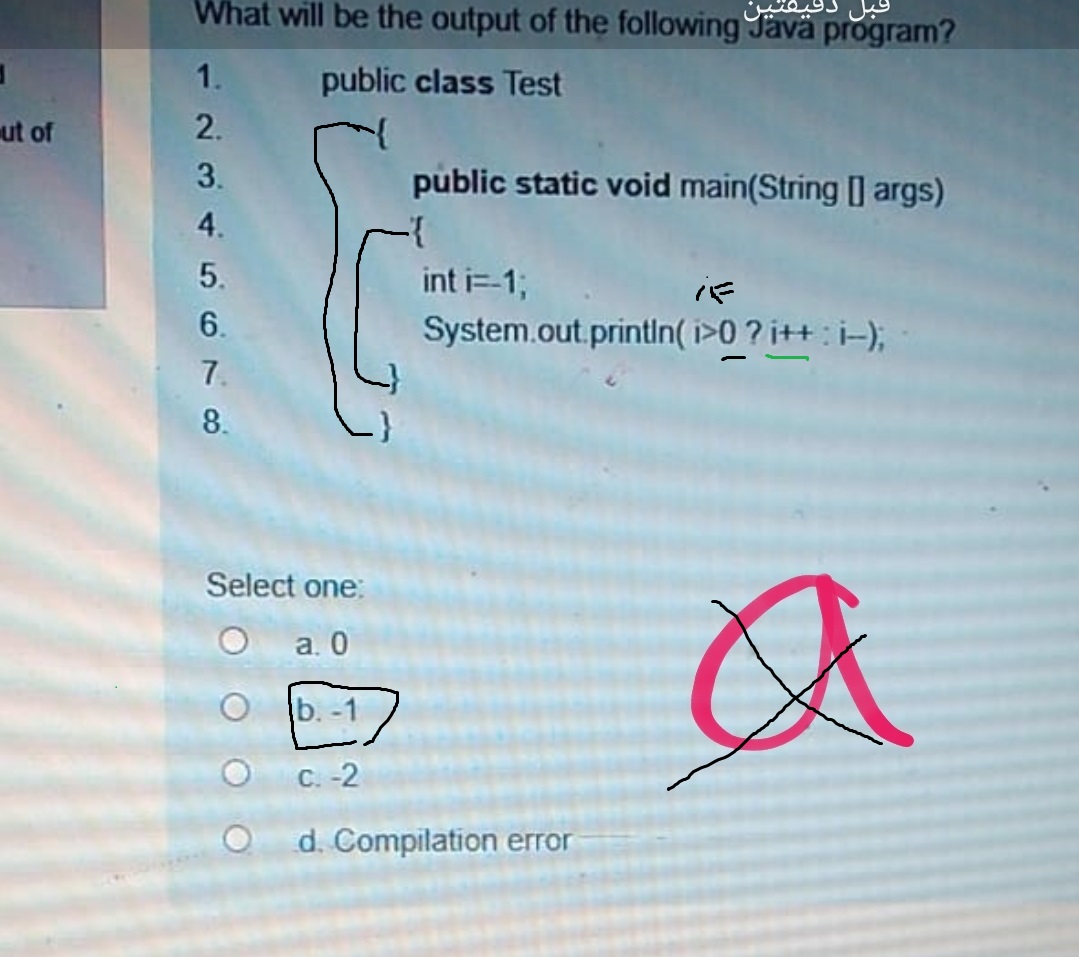 قبل دقيقتين
What will be the output of the following Java program?
1. public class Test
ut of
2. {
3. public static void main(String [] args)
4. {
5. int i=-1;
i=
6. System.out.println( i>0 ? i++ : i--);
7. }
8. }
Select one:
a. 0
a
b. -1
c. -2
d. Compilation error